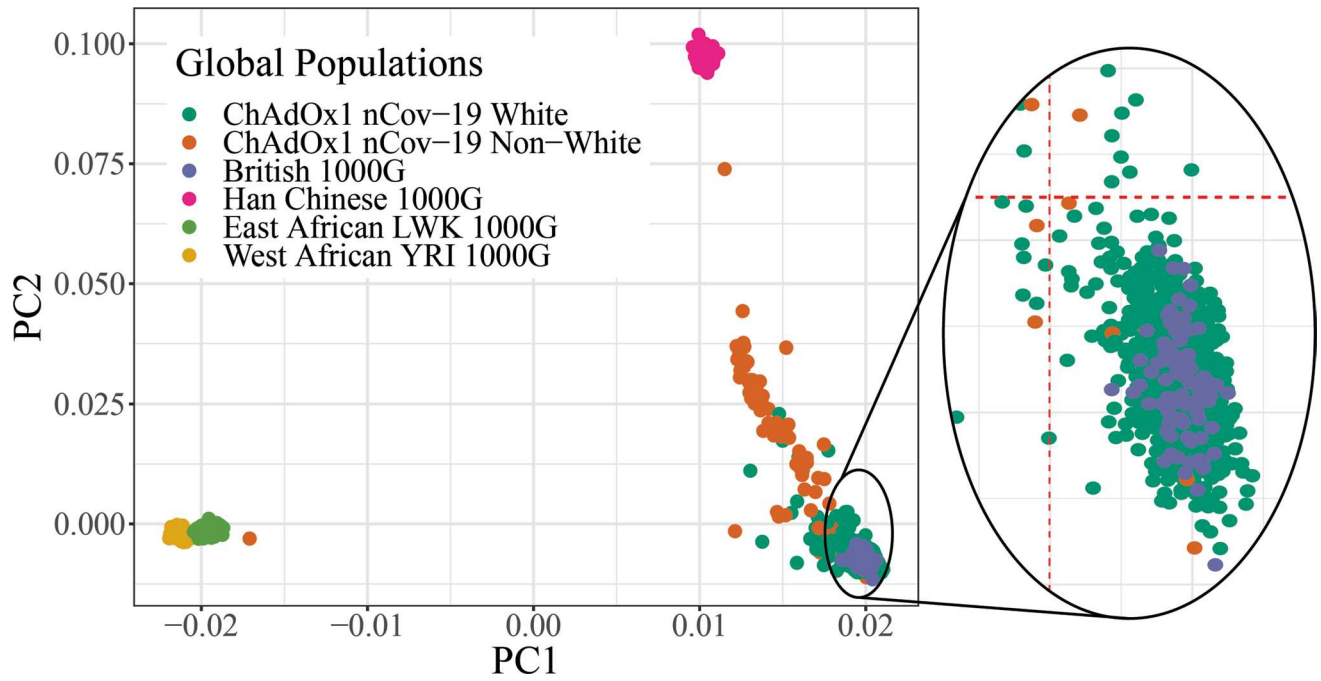 0.100
0.075
0.050
0.025
0.000
PC2
Global Populations
ChAdOx1 nCov−19 White
ChAdOx1 nCov−19 Non−White
British 1000G
Han Chinese 1000G
East African LWK 1000G
West African YRI 1000G
−0.02
−0.01
0.00
0.01
0.02
PC1